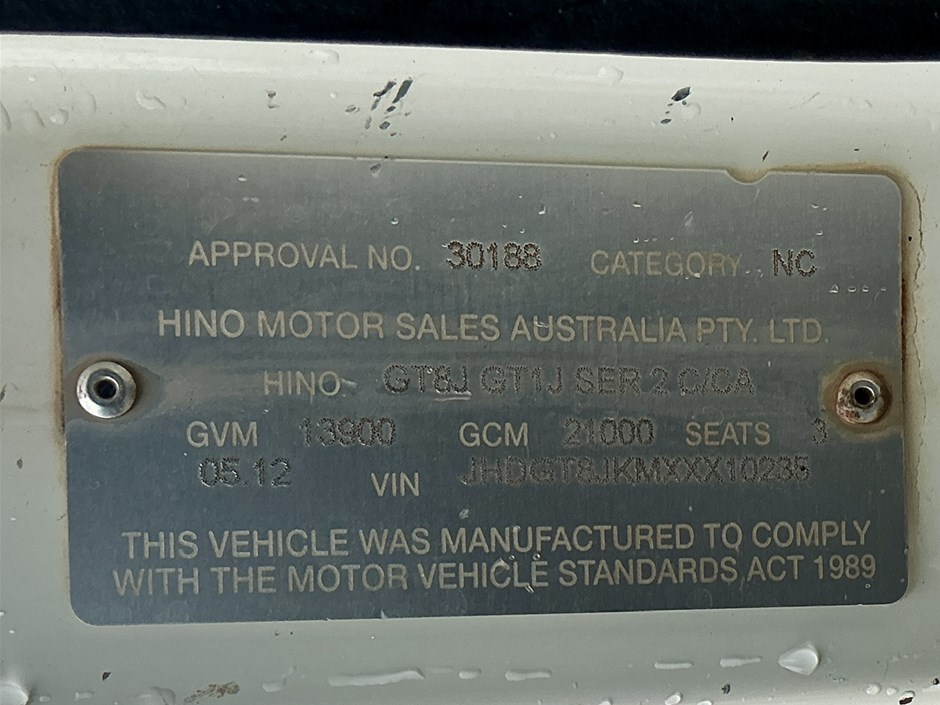 APPROVAL NO. 30188 CATEGORY NC
HINO MOTOR SALES AUSTRALIA PTY. LTD.
HINO GT8J GT1J SER 2 C/CA
GVM 13900 GCM 21000 SEATS 3
05.12 VIN JHDGT8JKMXXX10235
THIS VEHICLE WAS MANUFACTURED TO COMPLY
WITH THE MOTOR VEHICLE STANDARDS ACT 1989